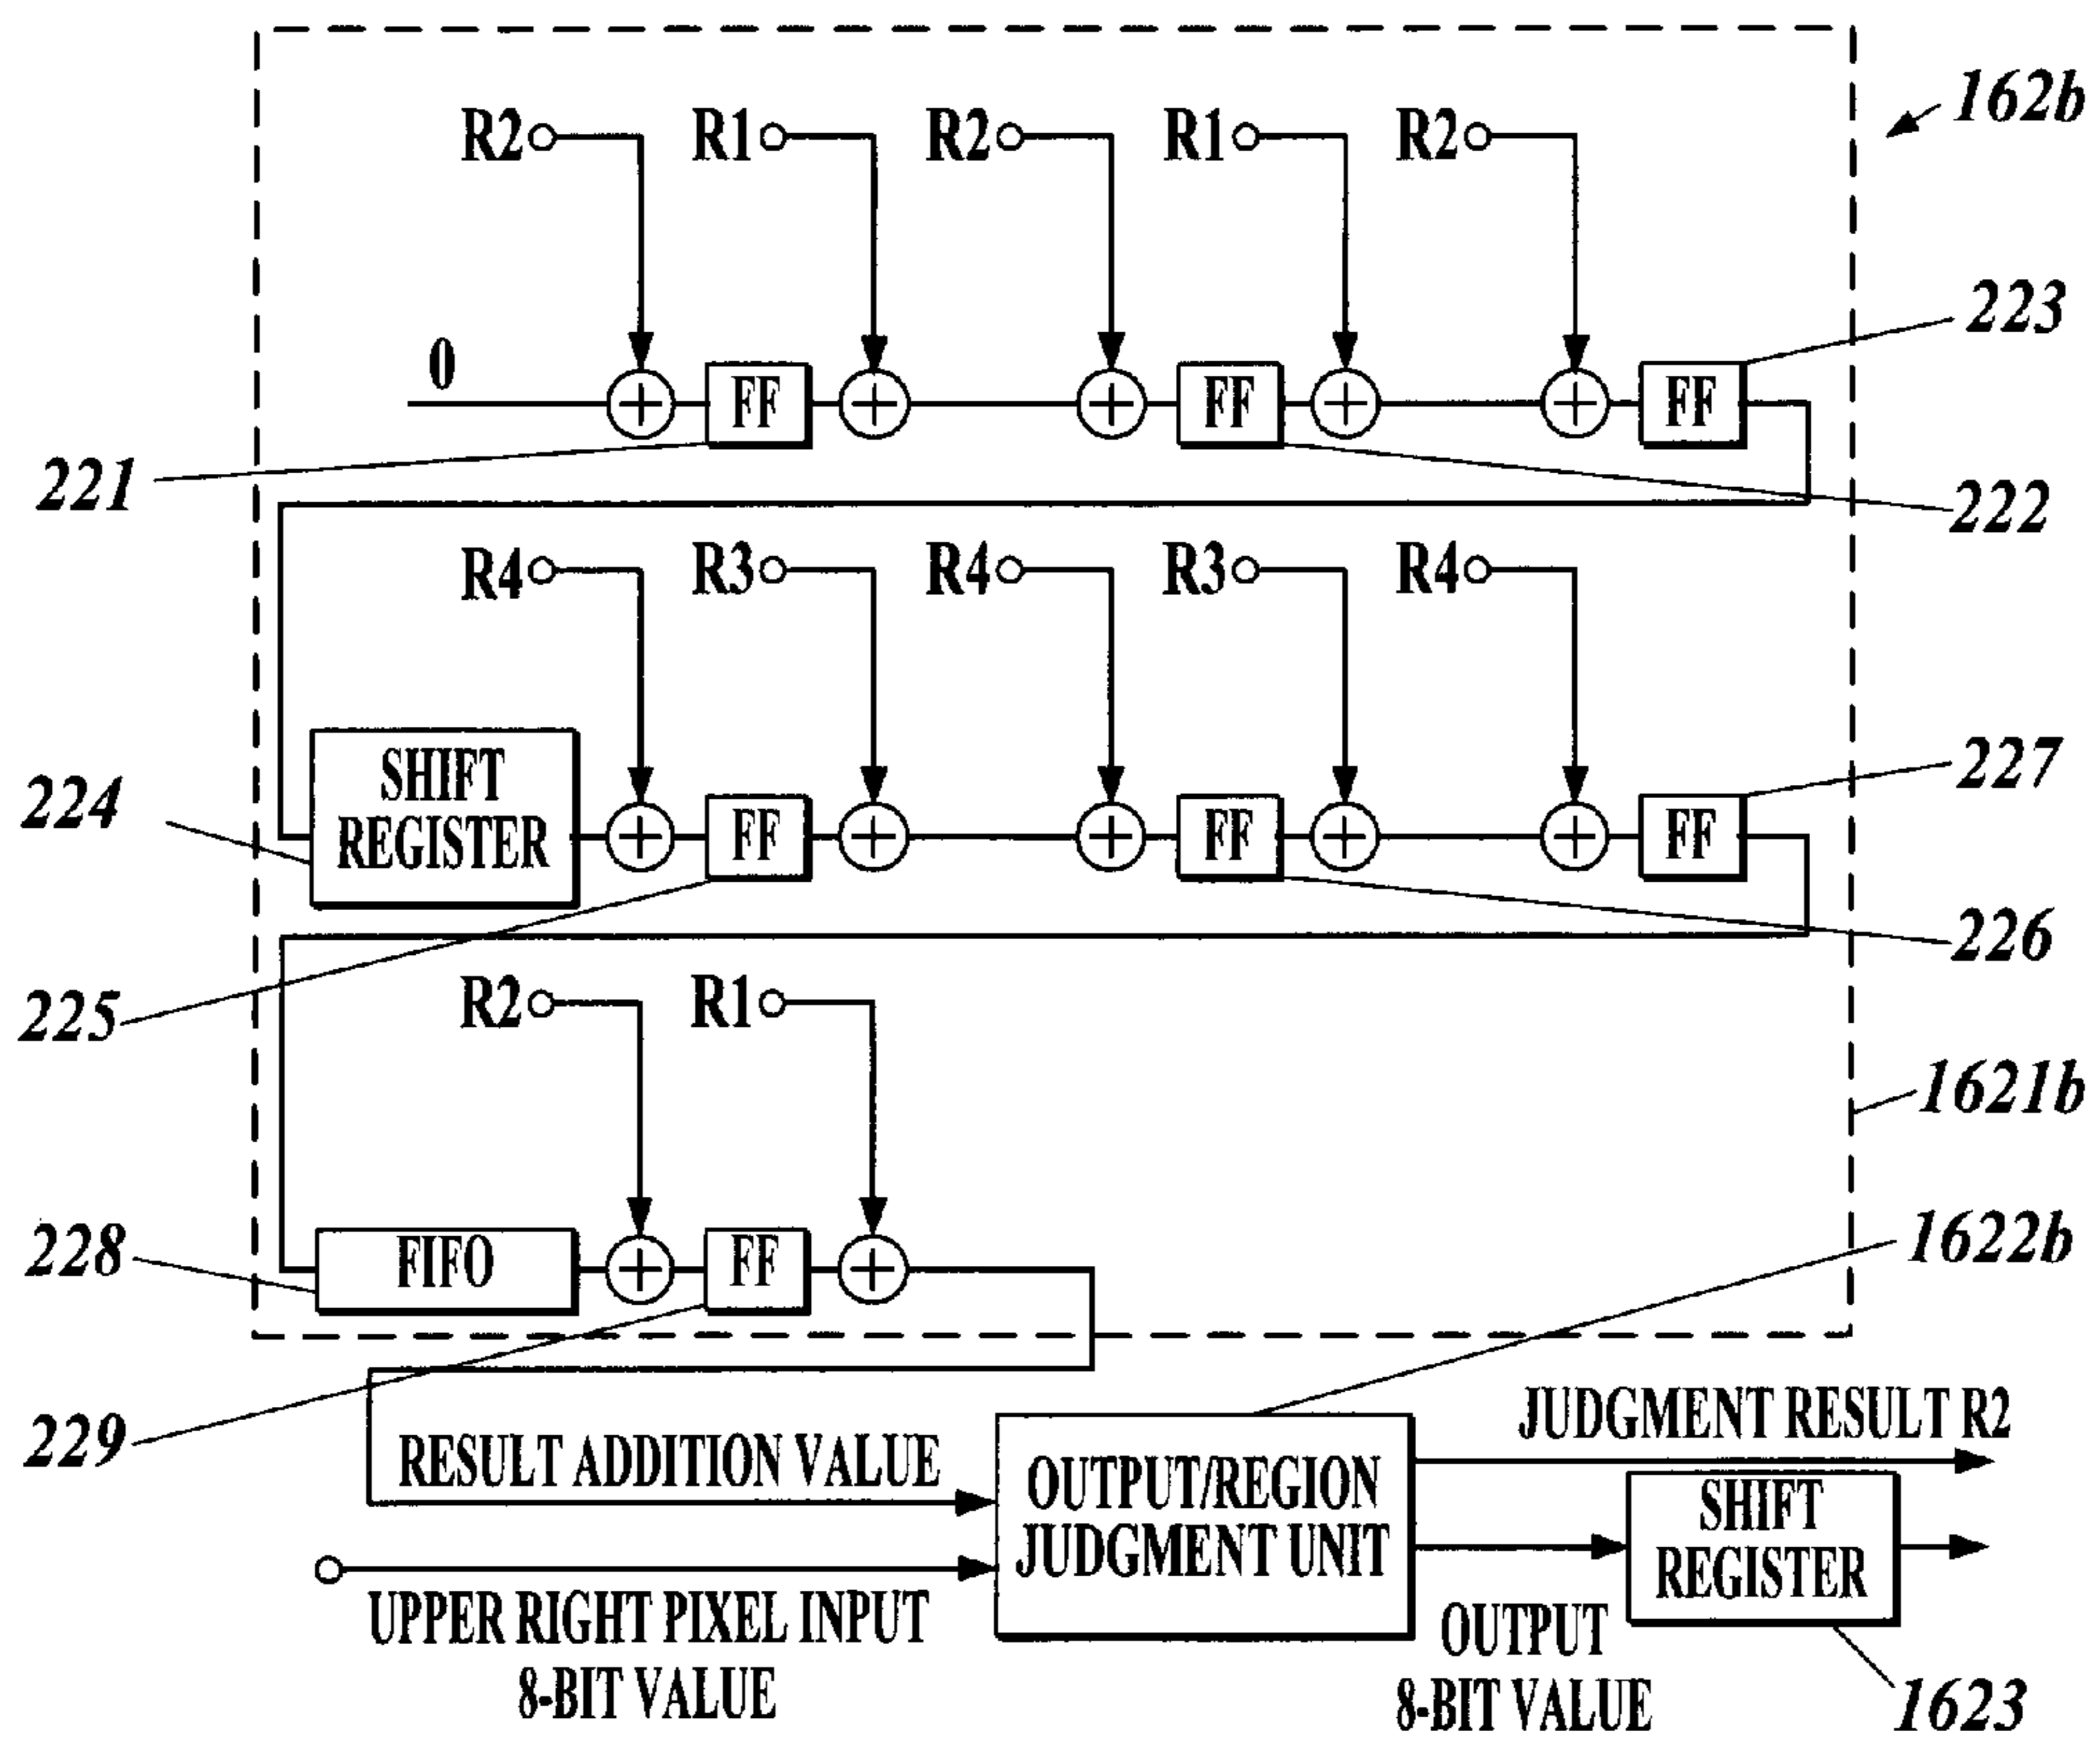 162b
R2 R1 R2 R1 R2
223
0
+ FF + + FF + + FF
221
222
R4 R3 R4 R3 R4
227
224
SHIFT
REGISTER
+ FF + + FF + + FF
226
225
R2 R1
1621b
1622b
228
FIFO + FF +
229
JUDGMENT RESULT R2
RESULT ADDITION VALUE
OUTPUT/REGION
JUDGMENT UNIT
SHIFT
REGISTER
UPPER RIGHT PIXEL INPUT
8-BIT VALUE
OUTPUT
8-BIT VALUE
1623